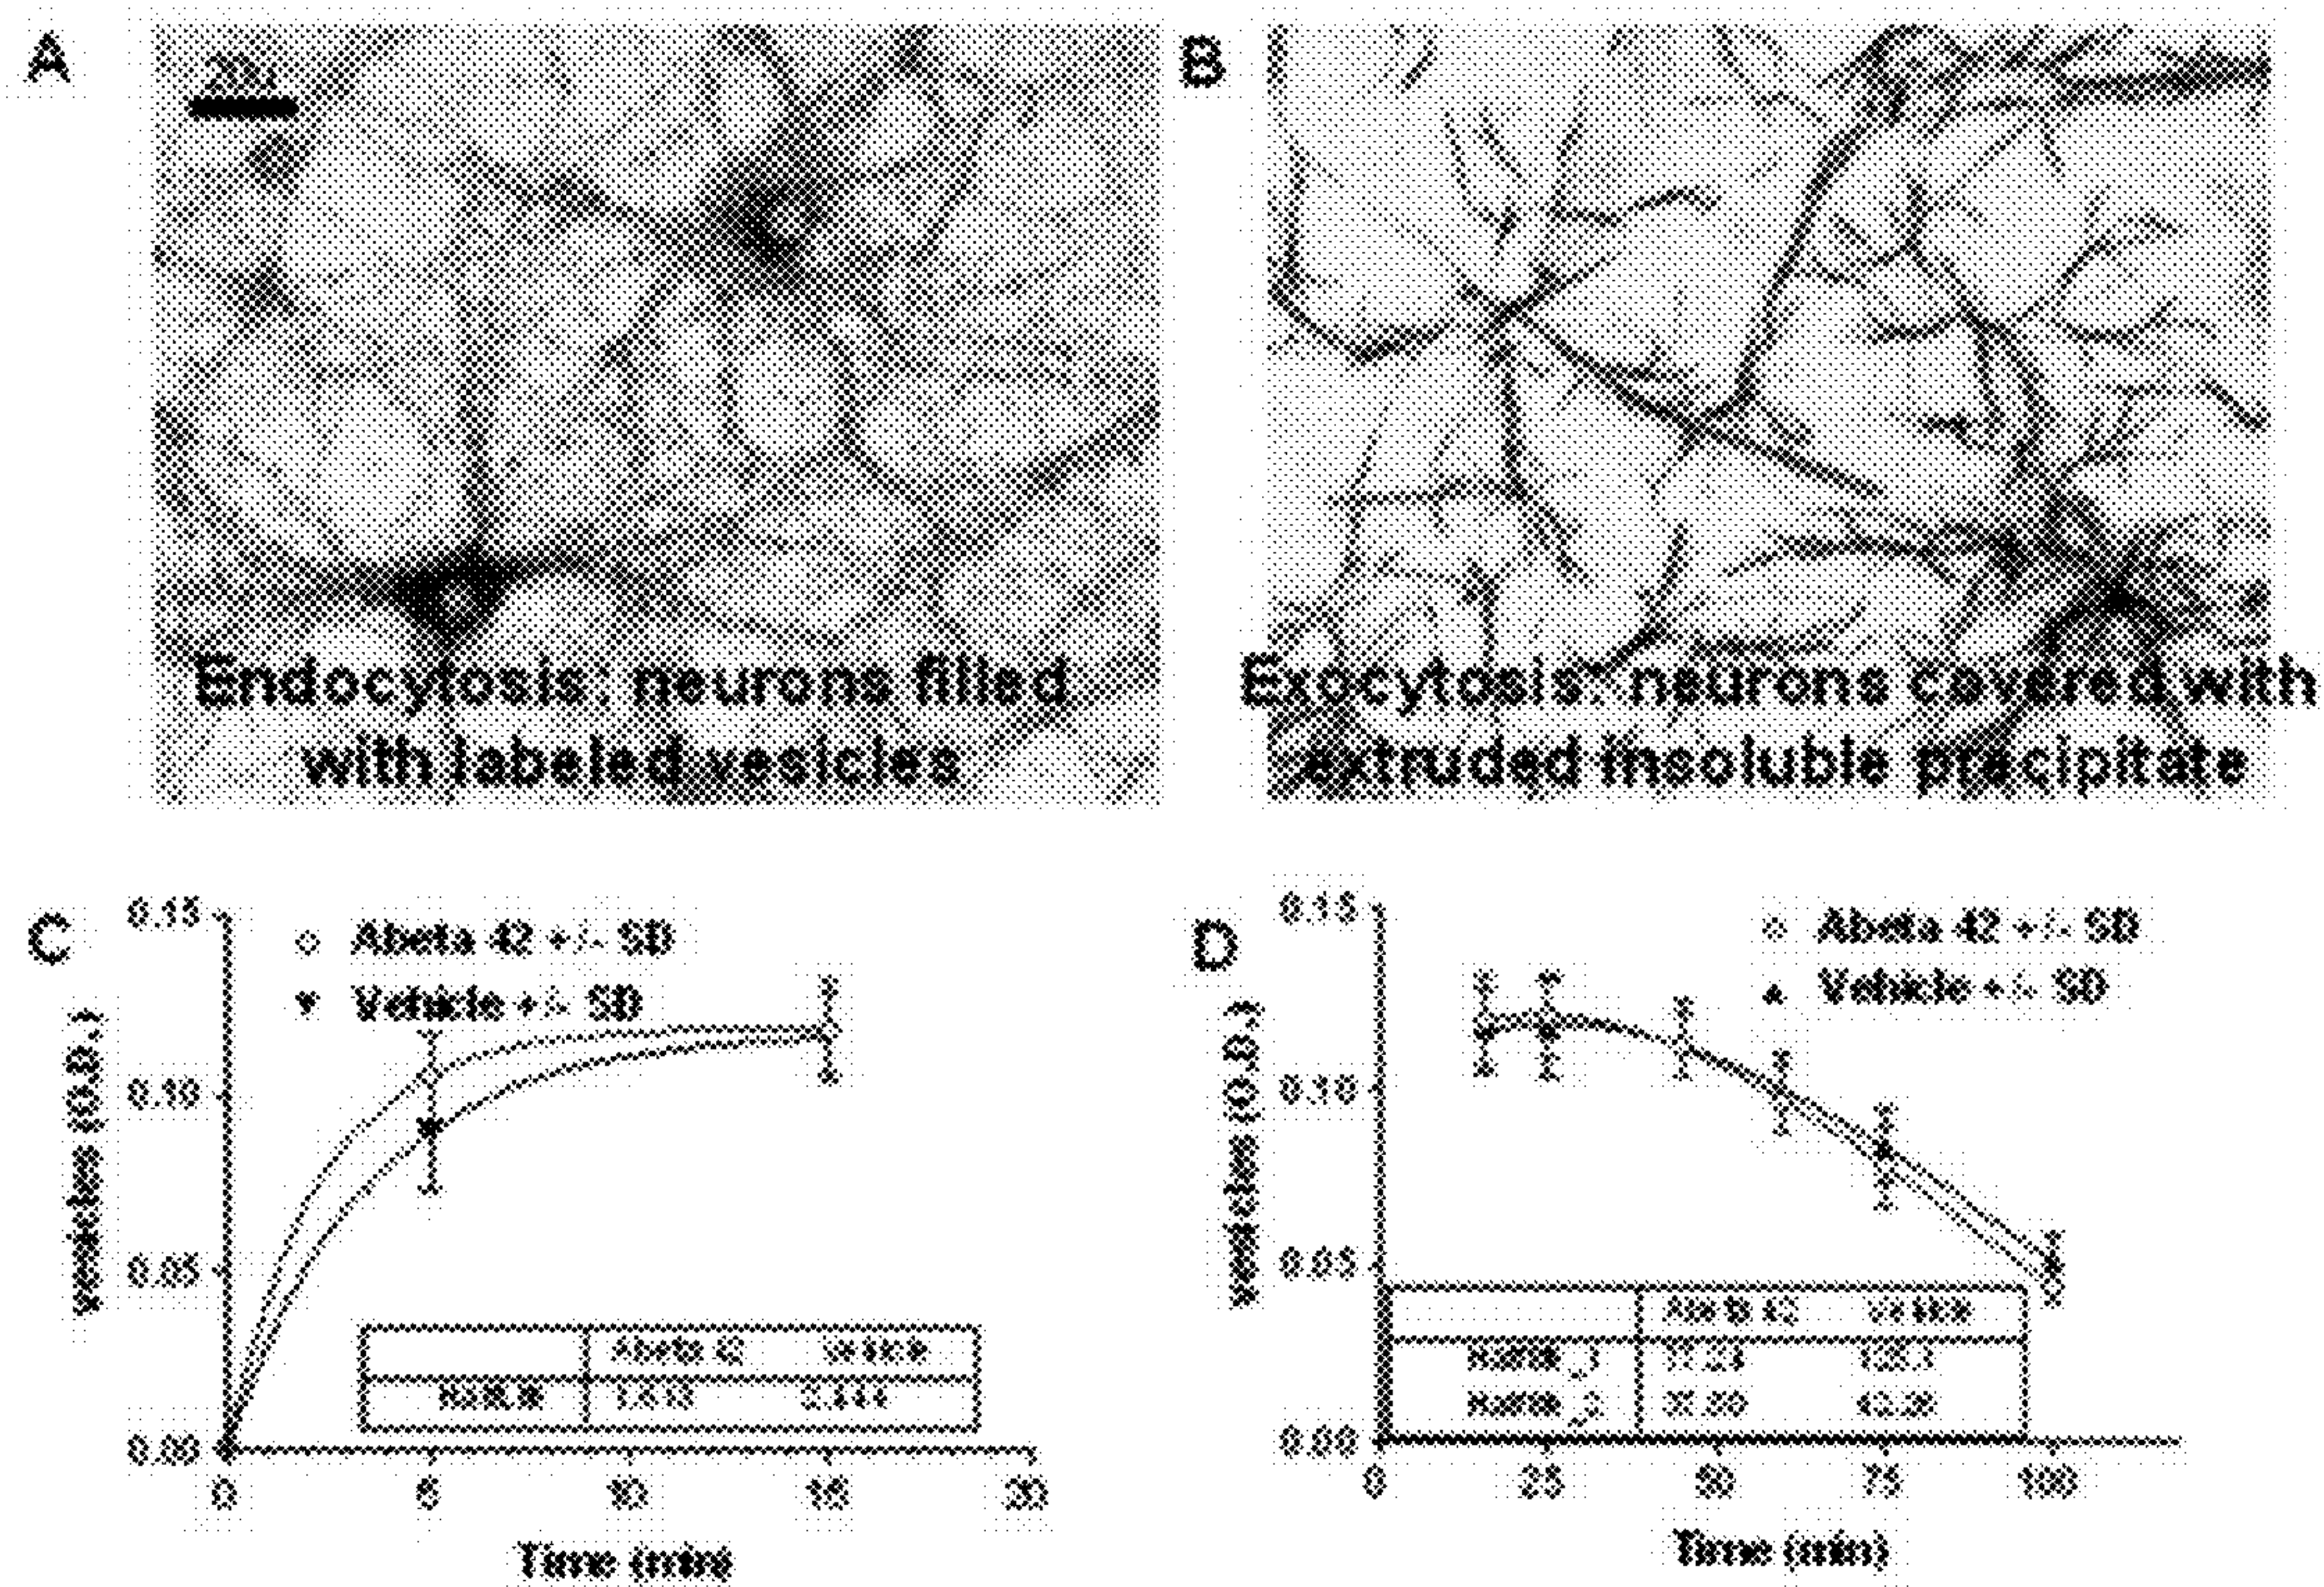 A
B
Endocytosis: neurons filled
with labeled vesicles
Exocytosis: neurons covered with
extruded insoluble precipitate
C
0.15
0.10
0.05
0.00
vesicles (O.D.)
Abeta 42 +/- SD
Vehicle +/- SD
Abeta 42 Vehicle
0 5 10 15 20
Time (min)
D
0.15
0.10
0.05
0.00
vesicles (O.D.)
Abeta 42 +/- SD
Vehicle +/- SD
Abeta 42 Vehicle
0 25 50 75 100
Time (min)